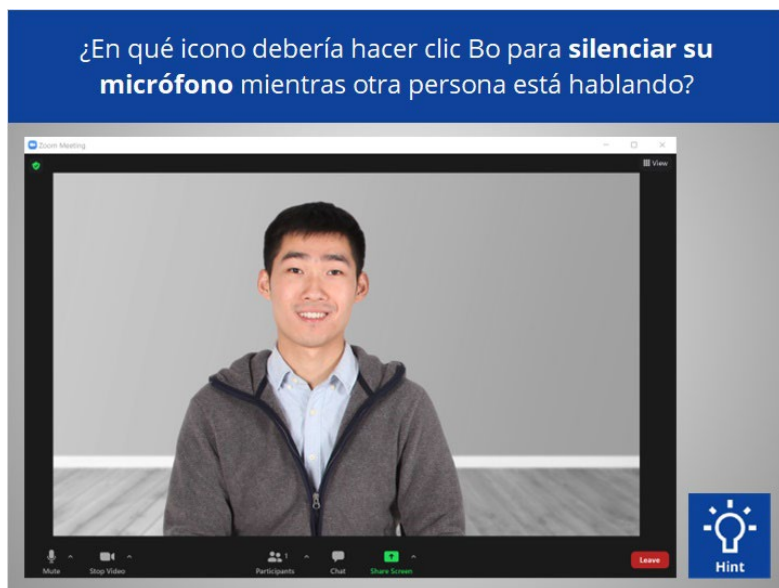 ¿En qué icono debería hacer clic Bo para silenciar su
micrófono mientras otra persona está hablando?
Zoom Meeting
View
Mute
Stop Video
Participants
1
Chat
Share Screen
Leave
Hint